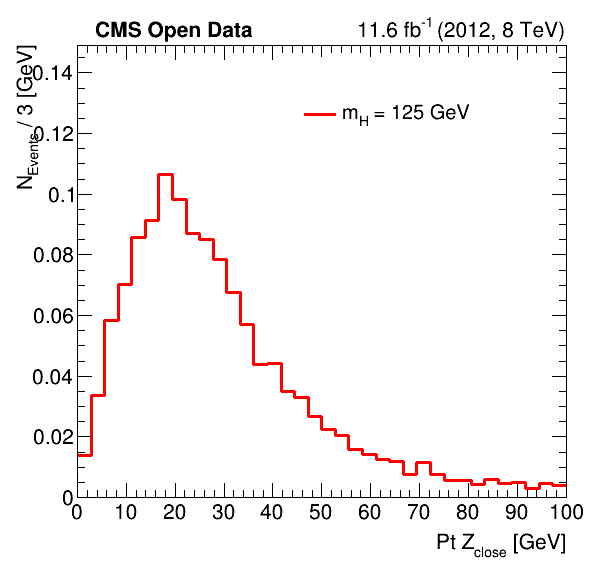 CMS Open Data 11.6 fb⁻¹ (2012, 8 TeV)
N_Events / 3 [GeV]
m_H = 125 GeV
0.14
0.12
0.1
0.08
0.06
0.04
0.02
0
0 10 20 30 40 50 60 70 80 90 100
Pt Z_close [GeV]